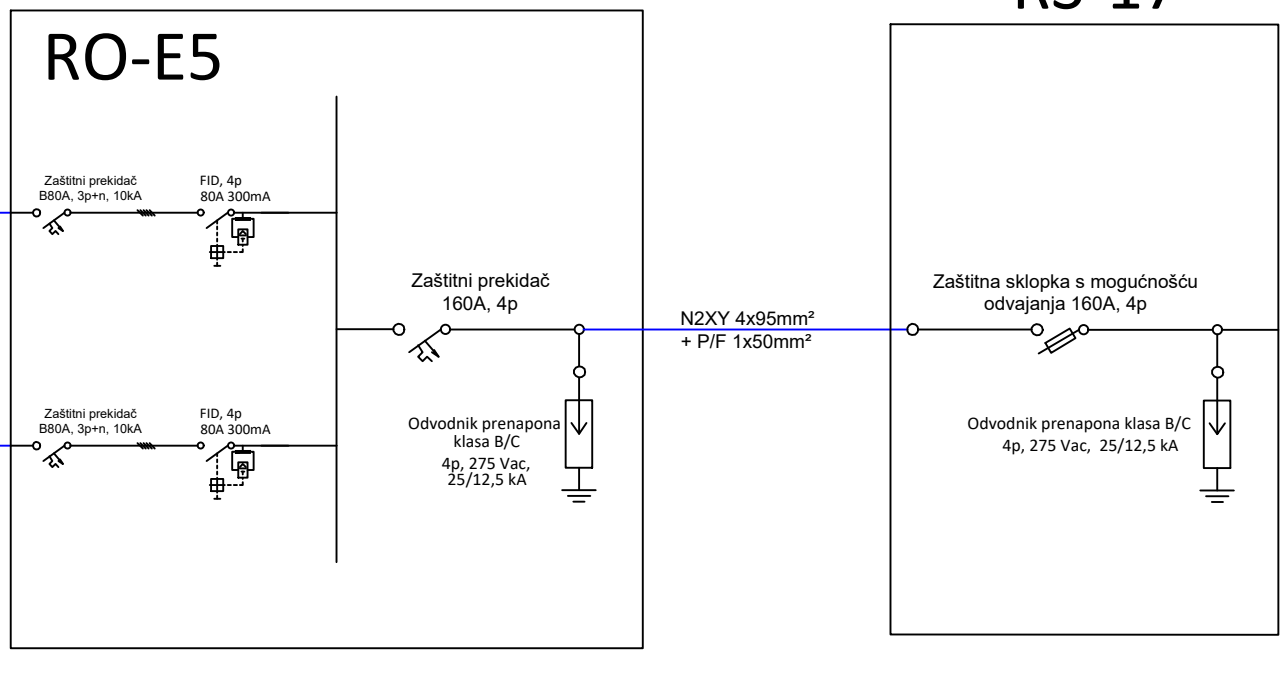 RO-E5
Zaštitni prekidač
B80A, 3p+n, 10kA
FID, 4p
80A 300mA
Zaštitni prekidač
160A, 4p
Zaštitni prekidač
B80A, 3p+n, 10kA
FID, 4p
80A 300mA
Odvodnik prenapona
klasa B/C
4p, 275 Vac,
25/12,5 kA
N2XY 4x95mm²
+ P/F 1x50mm²
Zaštitna sklopka s mogućnošću
odvajanja 160A, 4p
Odvodnik prenapona klasa B/C
4p, 275 Vac, 25/12,5 kA